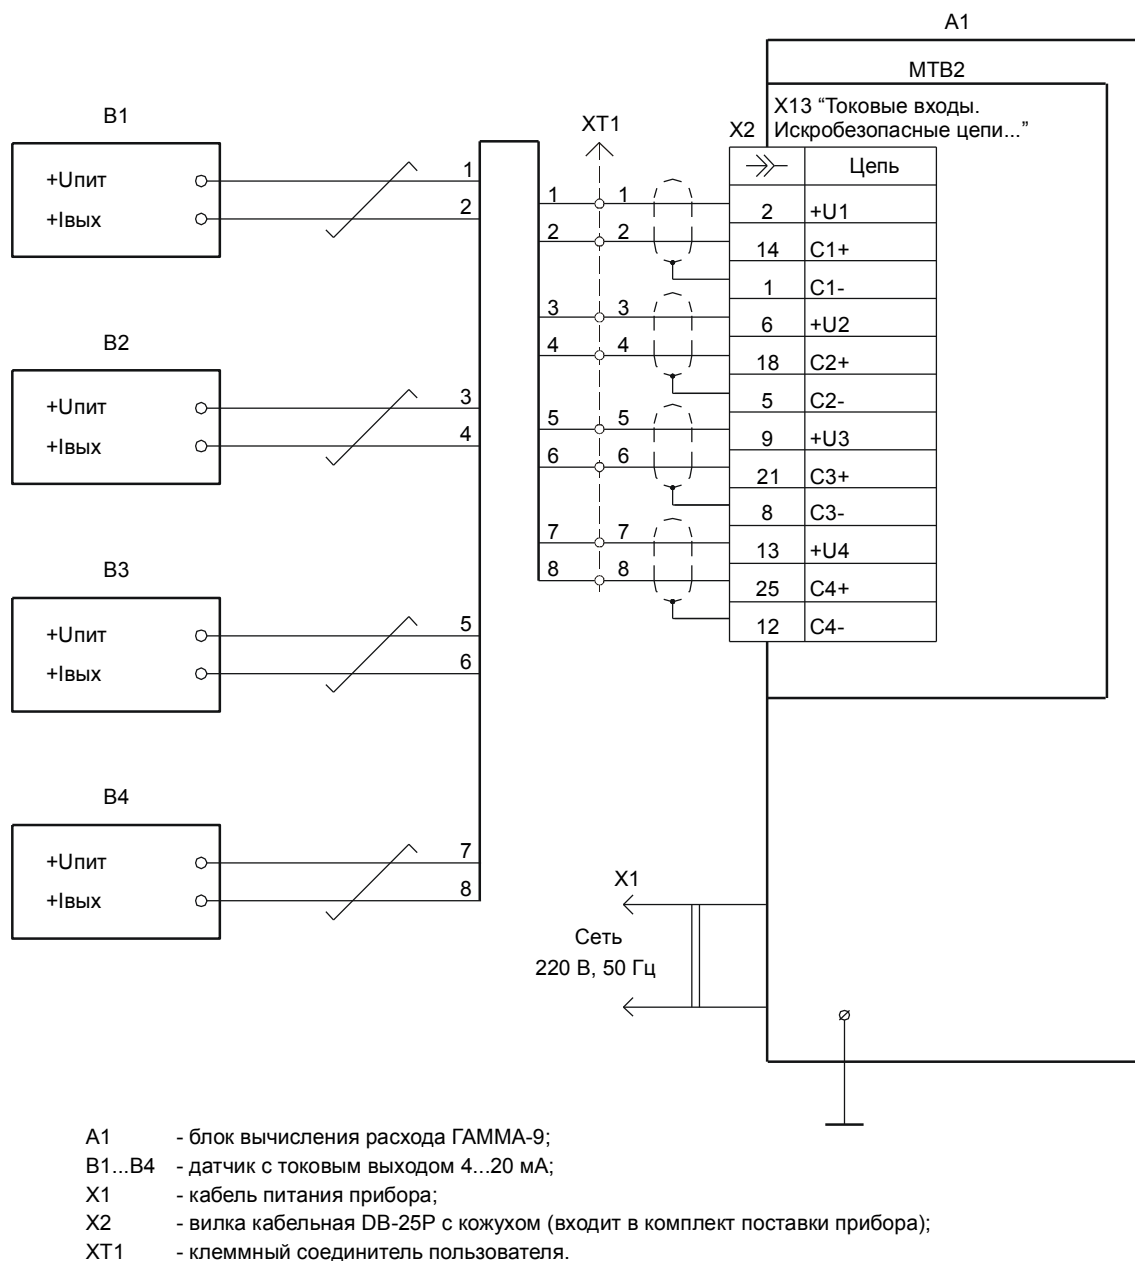 A1
МТВ2
X13 “Токовые входы.
Искробезопасные цепи...”
X2
XT1
Цепь
B1
+Uпит
+Iвых
1
2
B2
+Uпит
+Iвых
3
4
B3
+Uпит
+Iвых
5
6
B4
+Uпит
+Iвых
7
8
1 1
2 2
3 3
4 4
5 5
6 6
7 7
8 8
2 +U1
14 C1+
1 C1-
6 +U2
18 C2+
5 C2-
9 +U3
21 C3+
8 C3-
13 +U4
25 C4+
12 C4-
X1
Сеть
220 В, 50 Гц
A1 - блок вычисления расхода ГАММА-9;
B1...B4 - датчик с токовым выходом 4...20 мА;
X1 - кабель питания прибора;
X2 - вилка кабельная DB-25P с кожухом (входит в комплект поставки прибора);
XT1 - клеммный соединитель пользователя.